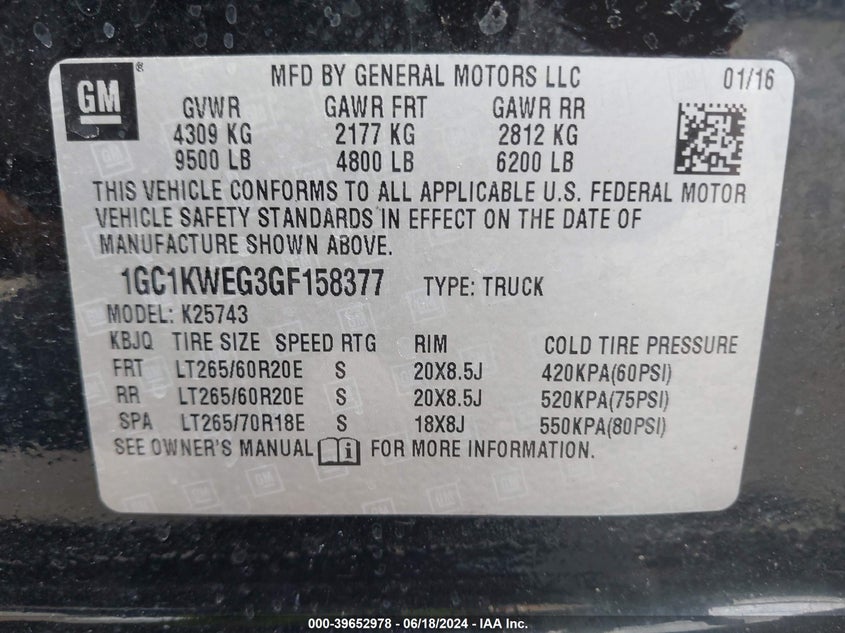 GM ® MFD BY GENERAL MOTORS LLC 01/16
GVWR GAWR FRT GAWR RR
4309 KG 2177 KG 2812 KG
9500 LB 4800 LB 6200 LB
THIS VEHICLE CONFORMS TO ALL APPLICABLE U.S. FEDERAL MOTOR
VEHICLE SAFETY STANDARDS IN EFFECT ON THE DATE OF
MANUFACTURE SHOWN ABOVE.
1GC1KWEG3GF158377 TYPE: TRUCK
MODEL: K25743
KBJQ TIRE SIZE SPEED RTG RIM COLD TIRE PRESSURE
FRT LT265/60R20E S 20X8.5J 420KPA(60PSI)
RR LT265/60R20E S 20X8.5J 520KPA(75PSI)
SPA LT265/70R18E S 18X8J 550KPA(80PSI)
SEE OWNER'S MANUAL i FOR MORE INFORMATION.
000-39652978 - 06/18/2024 - IAA Inc.